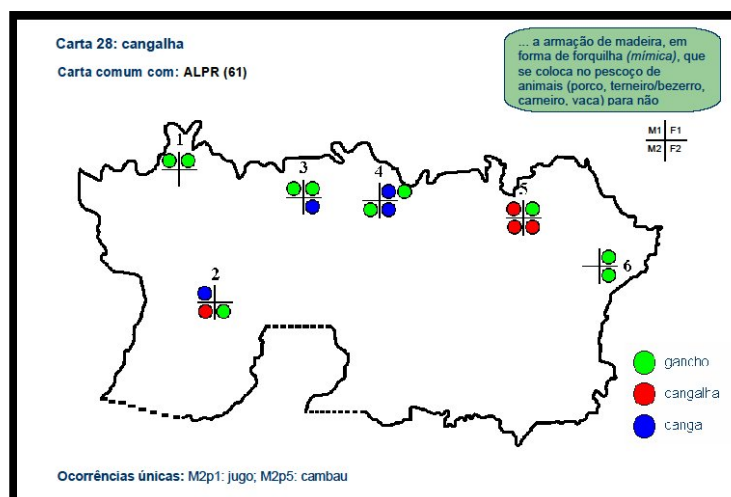 Carta 28: cangalha
Carta comum com: ALPR (61)
... a armação de madeira, em
forma de forquilha (mímica), que
se coloca no pescoço de
animais (porco, terneiro/bezerro,
carneiro, vaca) para não
M1 F1
M2 F2
1
3
4
5
6
2
gancho
cangalha
canga
Ocorrências únicas: M2p1: jugo; M2p5: cambau